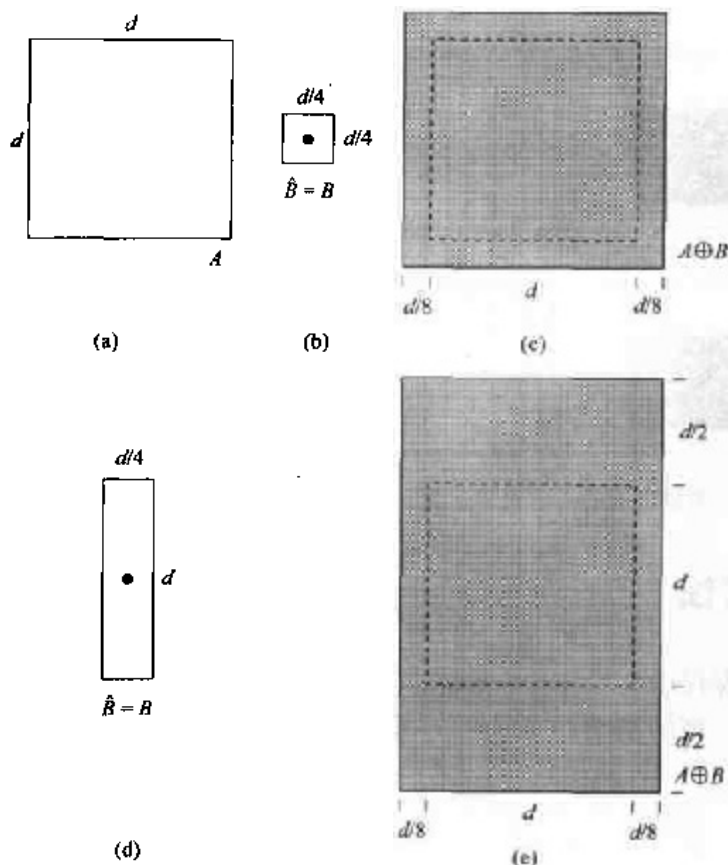 d
d
A
(a)
d/4
d/4
B̂ = B
(b)
A⊕B
d/8
d
d/8
(c)
d/4
d
B̂ = B
(d)
d/2
d
d/2
A⊕B
d/8
d
d/8
(e)